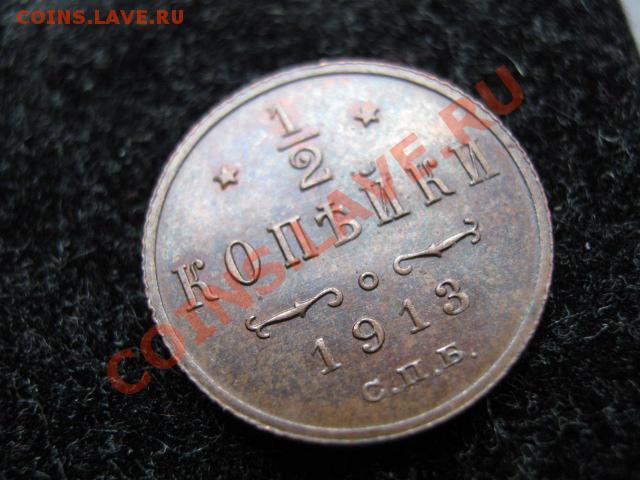 COINS.LAVE.RU
1/2
КОПѢЙКИ
1913
С.П.Б.
COINS.LAVE.RU